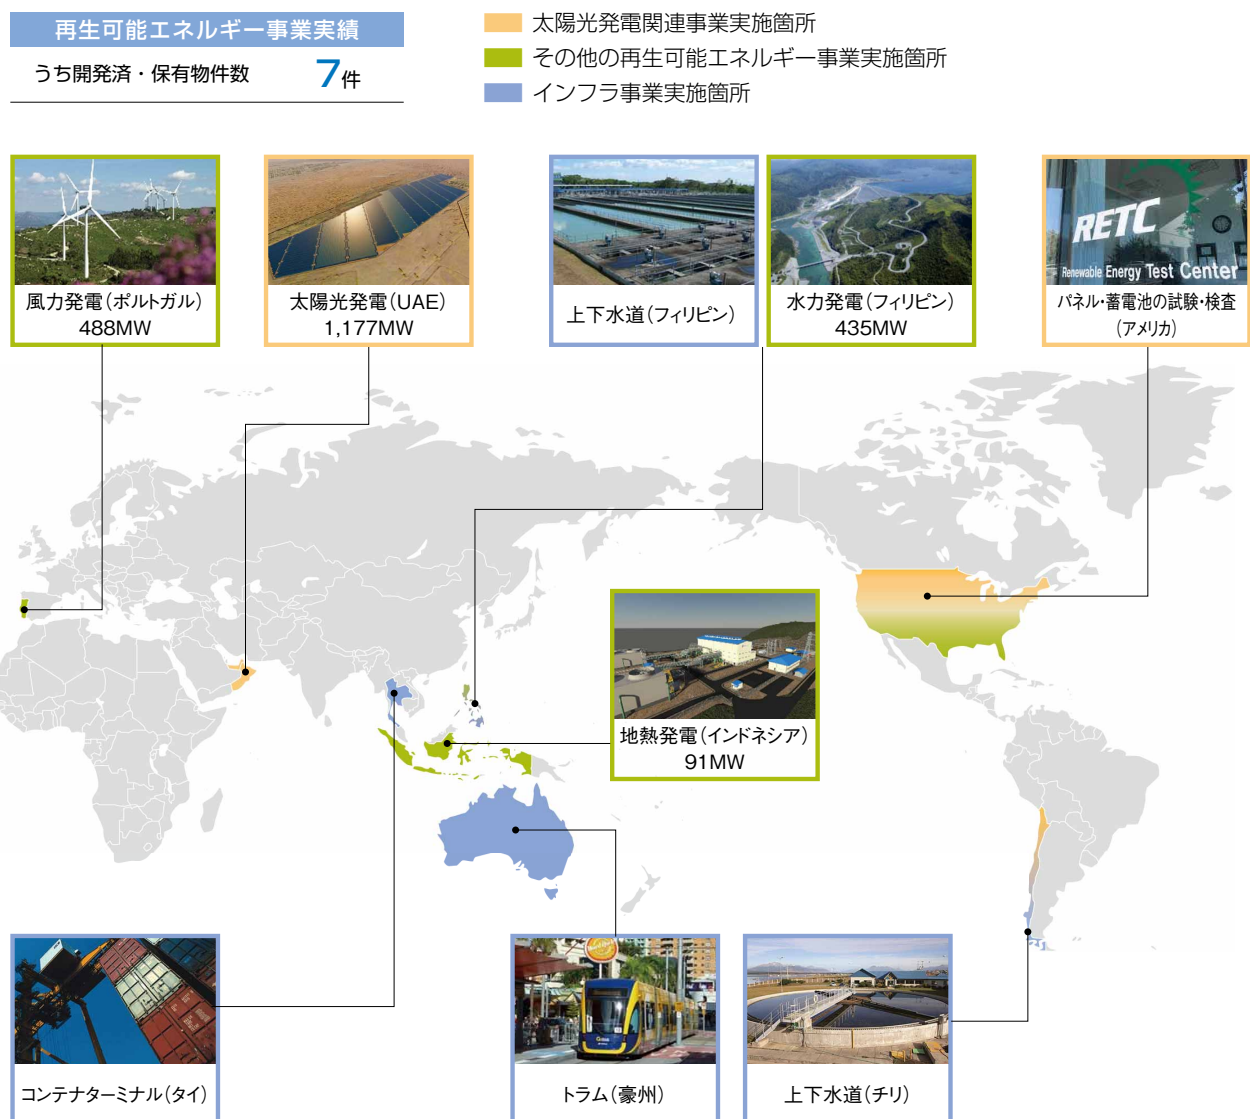 再生可能エネルギー事業実績
うち開発済・保有物件数 7件
太陽光発電関連事業実施箇所
その他の再生可能エネルギー事業実施箇所
インフラ事業実施箇所
風力発電(ポルトガル)
488MW
太陽光発電(UAE)
1,177MW
上下水道(フィリピン)
水力発電(フィリピン)
435MW
RETC
Renewable Energy Test Center
パネル・蓄電池の試験・検査
(アメリカ)
地熱発電(インドネシア)
91MW
コンテナターミナル(タイ)
トラム(豪州)
上下水道(チリ)